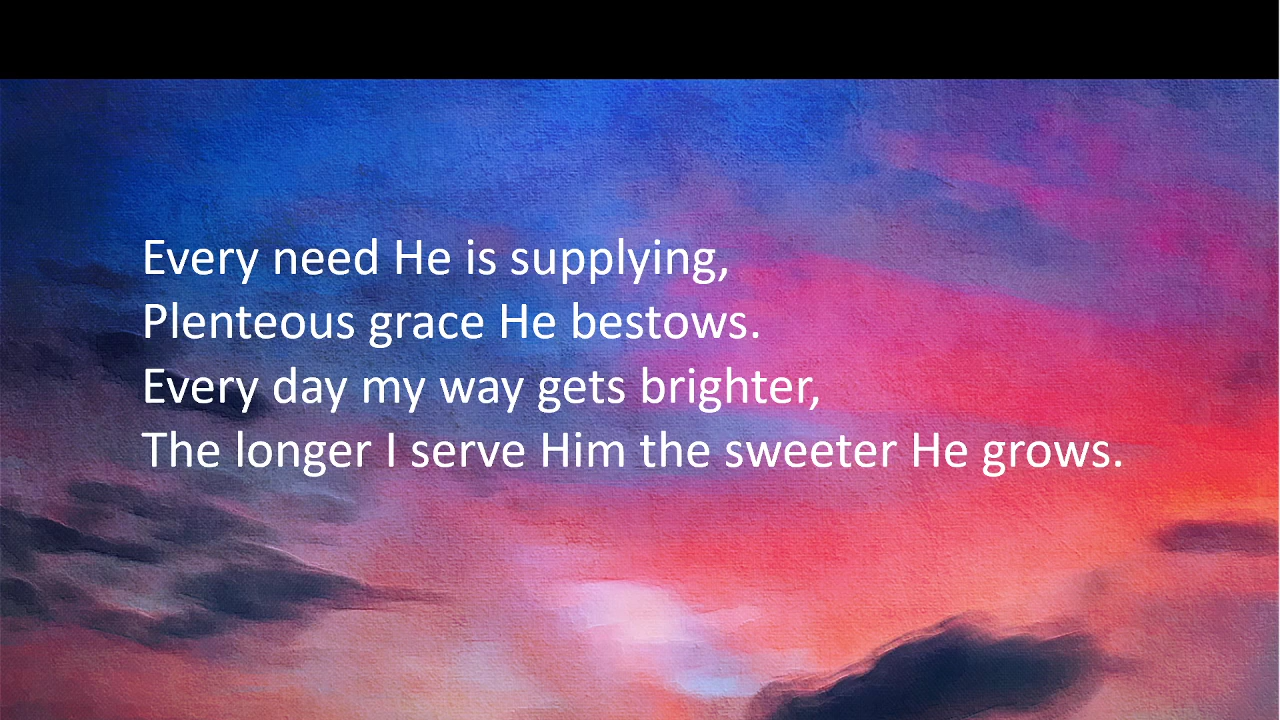 Every need He is supplying,
Plenteous grace He bestows.
Every day my way gets brighter,
The longer I serve Him the sweeter He grows.